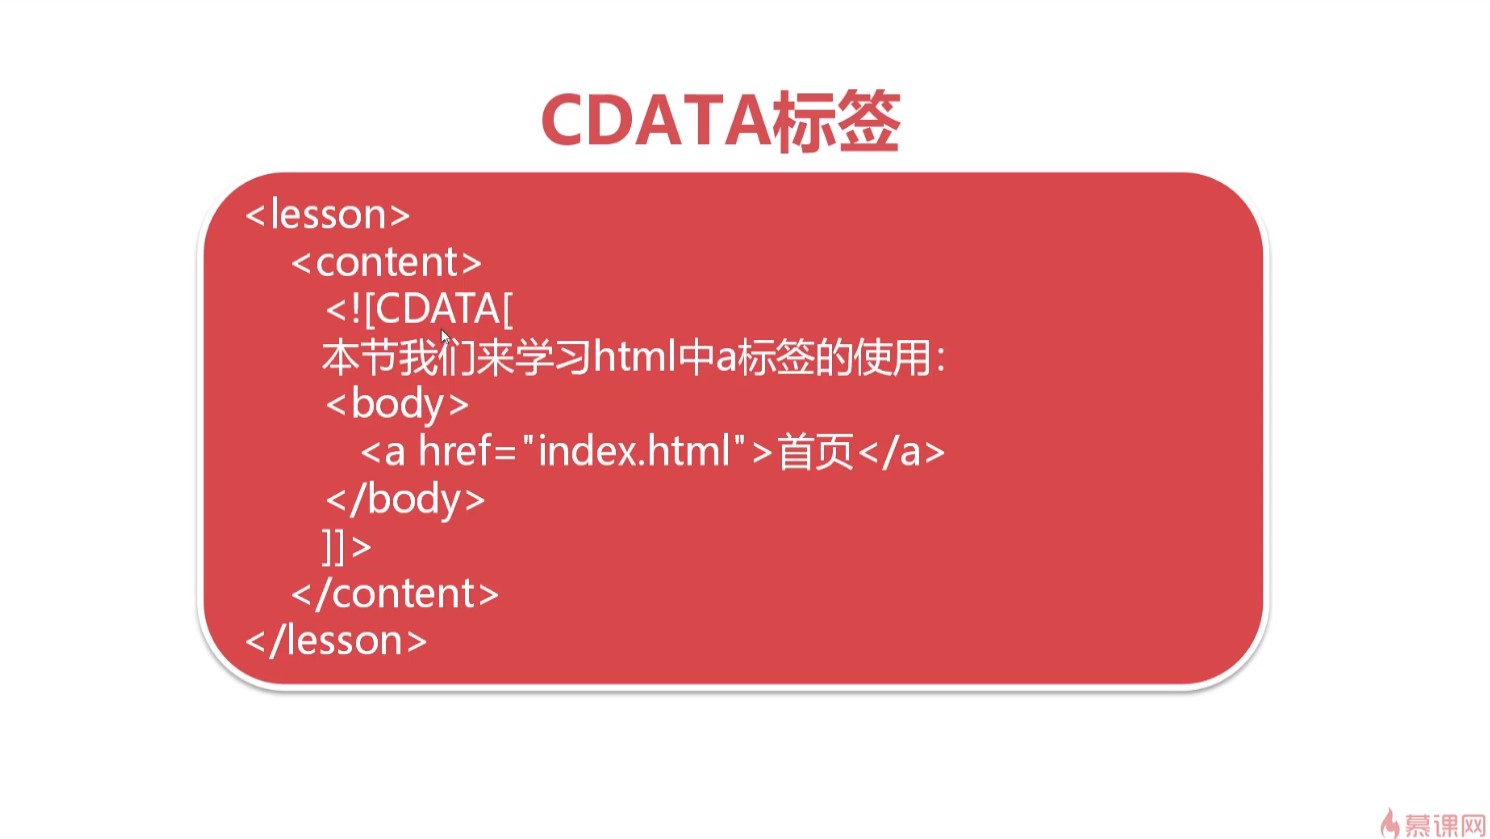 CDATA标签
<lesson>
<content>
<![CDATA[
本节我们来学习html中a标签的使用：
<body>
<a href="index.html">首页</a>
</body>
]]>
</content>
</lesson>
慕课网